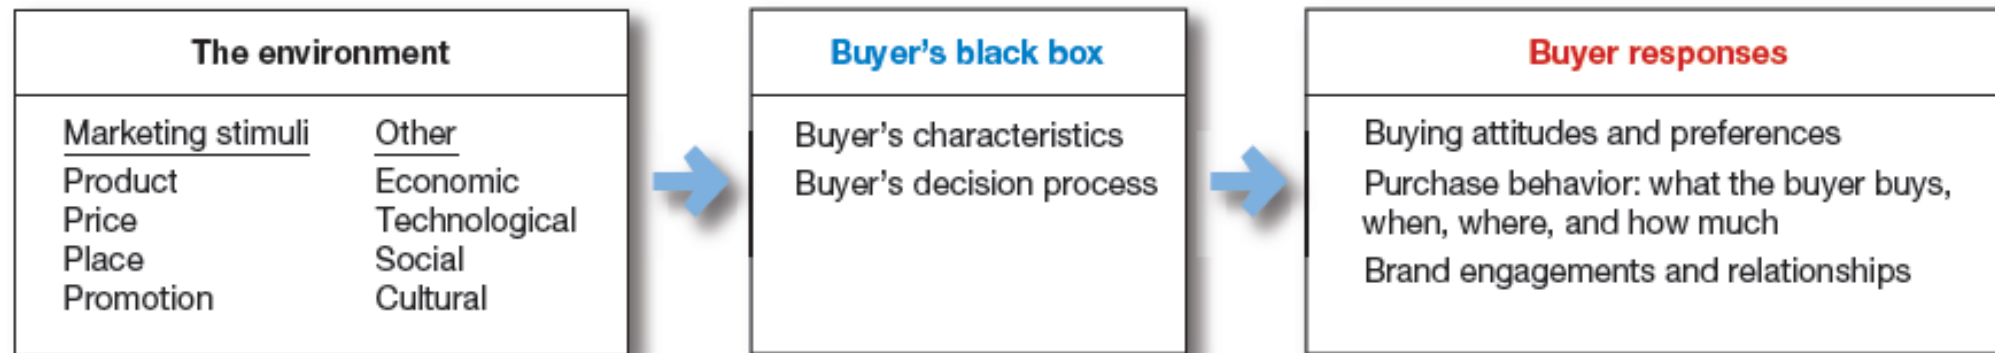 The environment
Marketing stimuli
Product
Price
Place
Promotion
Other
Economic
Technological
Social
Cultural
Buyer’s black box
Buyer’s characteristics
Buyer’s decision process
Buyer responses
Buying attitudes and preferences
Purchase behavior: what the buyer buys,
when, where, and how much
Brand engagements and relationships